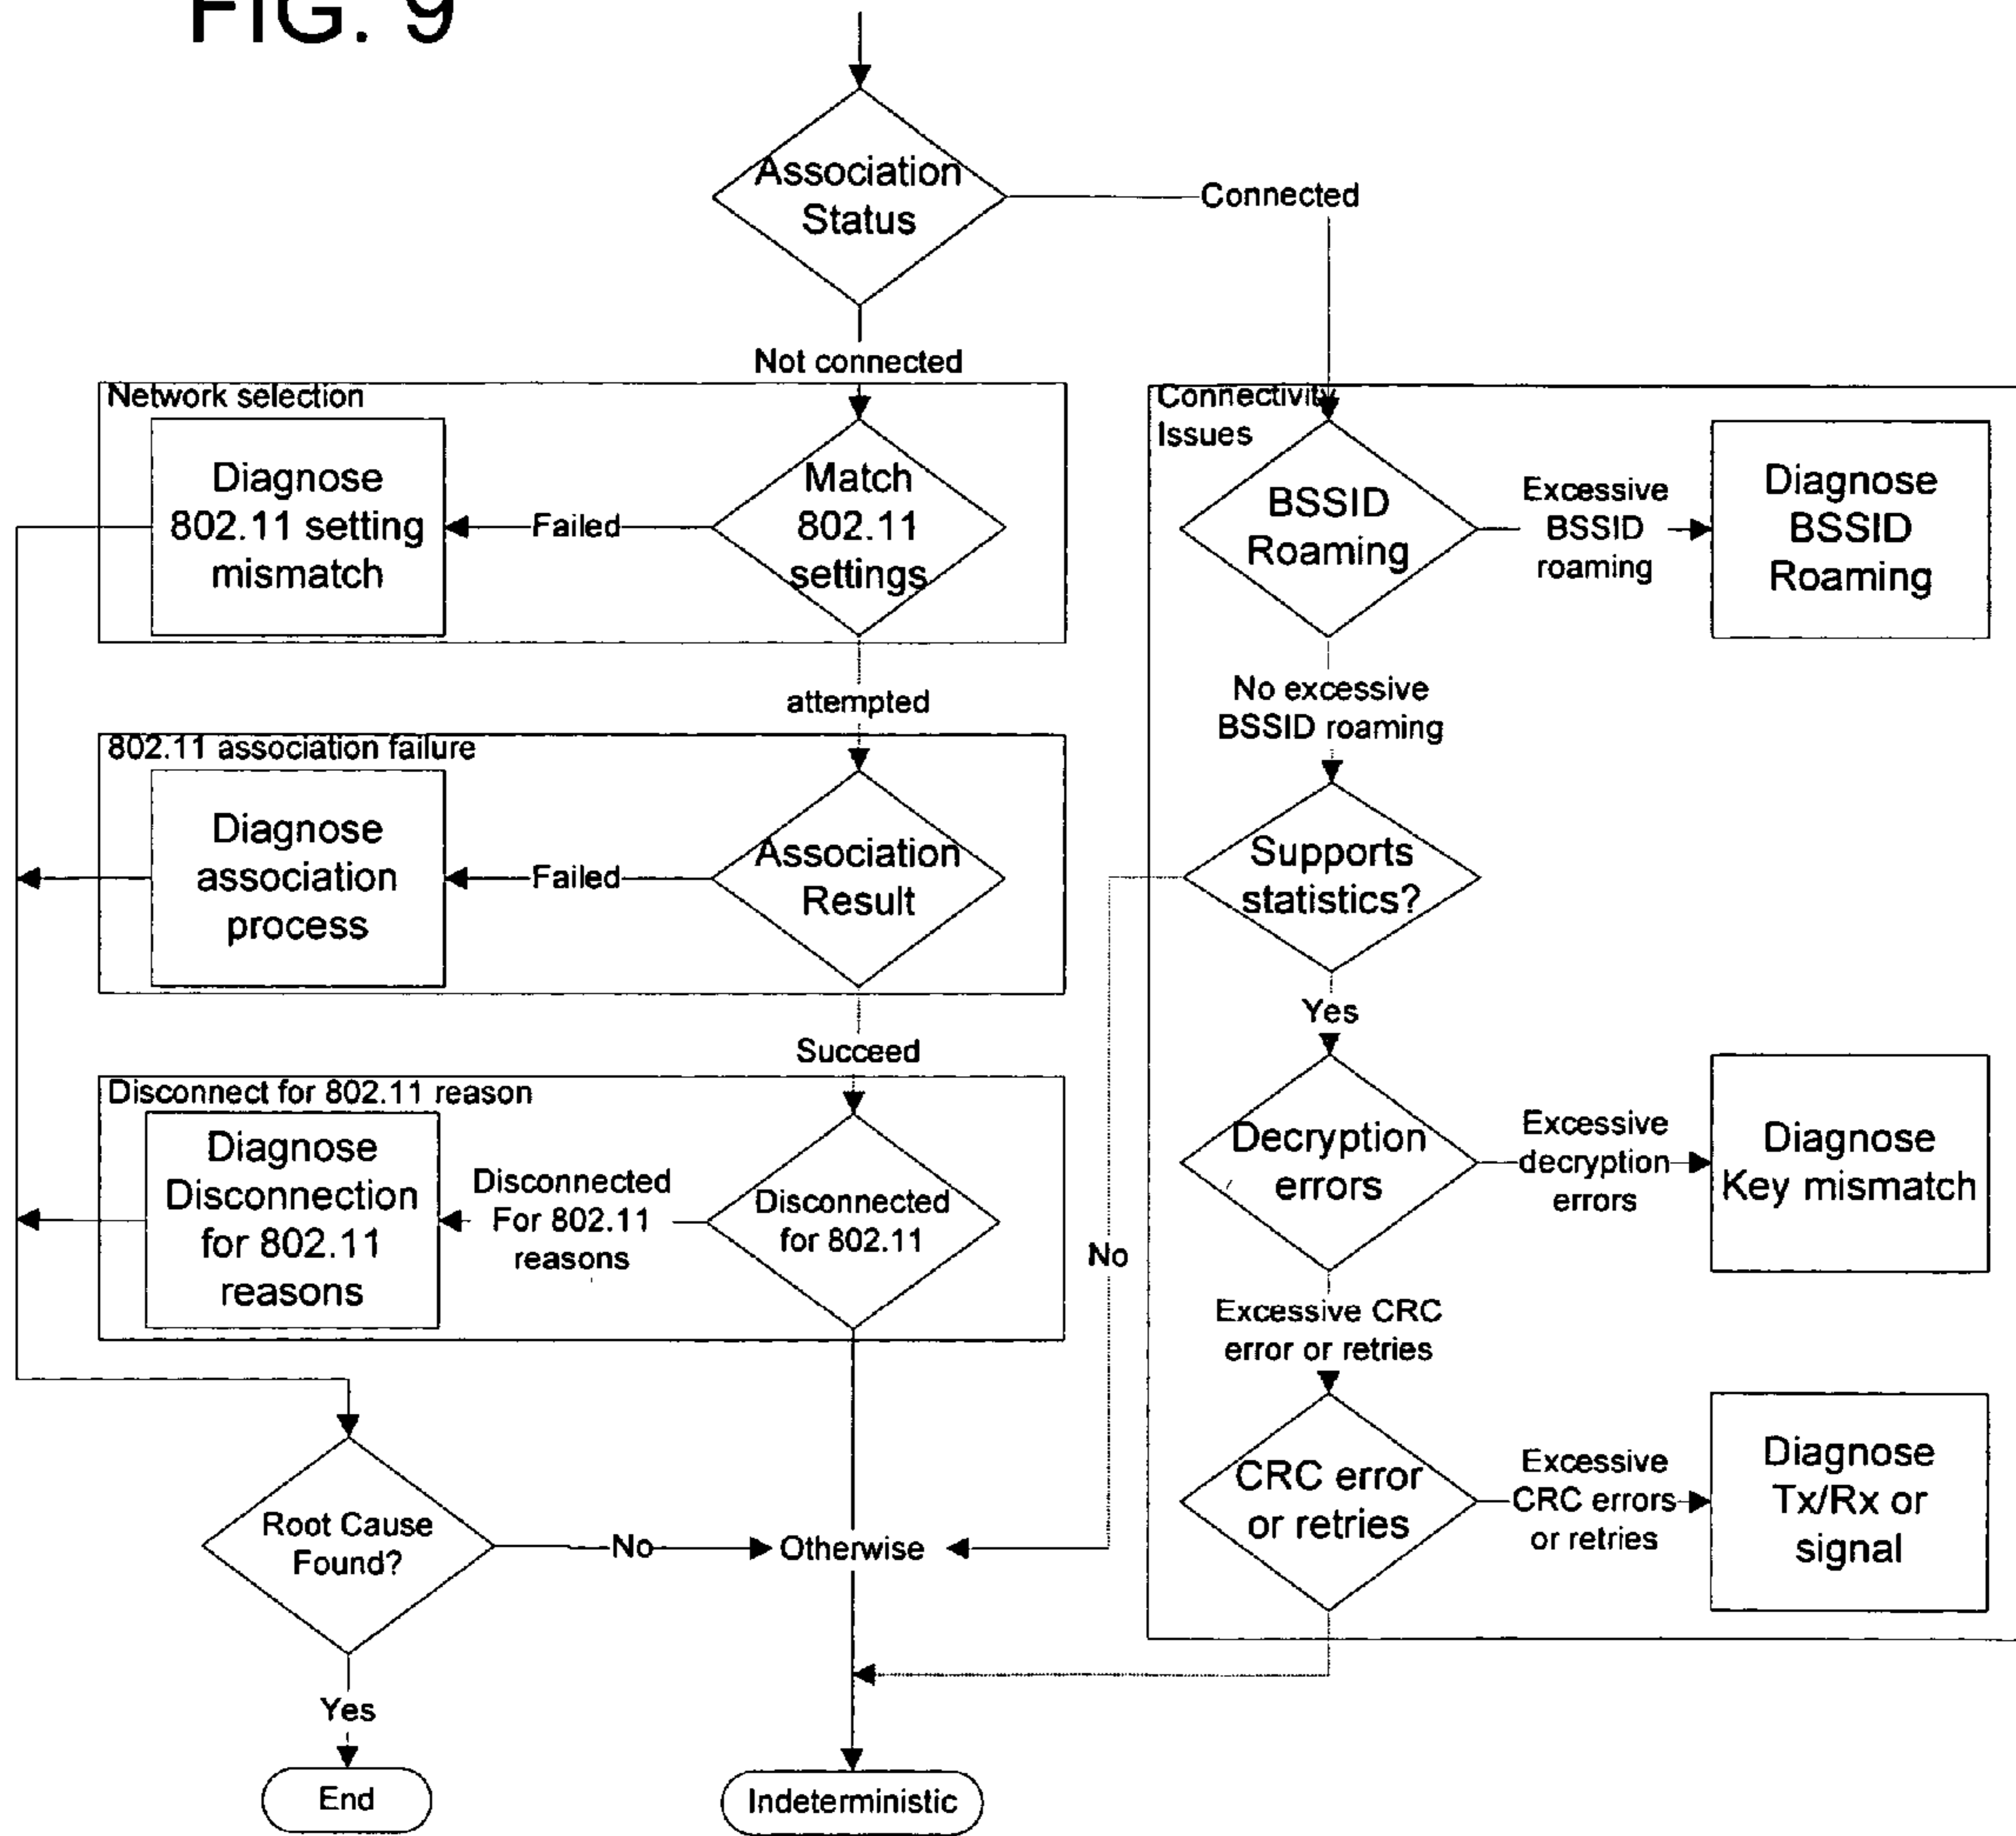 FIG. 9
Association
Status
Connected
Not connected
Network selection
Diagnose
802.11 setting
mismatch
Failed
Match
802.11
settings
attempted
802.11 association failure
Diagnose
association
process
Failed
Association
Result
Succeed
Disconnect for 802.11 reason
Diagnose
Disconnection
for 802.11
reasons
Disconnected
For 802.11
reasons
Disconnected
for 802.11
Root Cause
Found?
No
Otherwise
Yes
End
Indeterministic
Connectivity
Issues
BSSID
Roaming
Excessive
BSSID
roaming
Diagnose
BSSID
Roaming
No excessive
BSSID roaming
Supports
statistics?
No
Yes
Decryption
errors
Excessive
decryption
errors
Diagnose
Key mismatch
Excessive CRC
error or retries
CRC error
or retries
Excessive
CRC errors
or retries
Diagnose
Tx/Rx or
signal